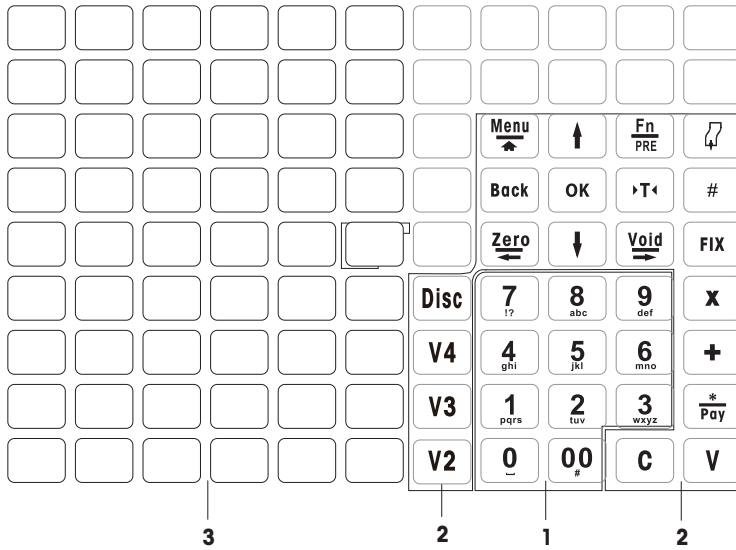 Menu Fn PRE
Back OK ▸T◂ #
Zero Void FIX
Disc 7 !? 8 abc 9 def x
V4 4 ghi 5 jkl 6 mno +
V3 1 pqrs 2 tuv 3 wxyz * Pay
V2 0 ⎵ 00 # C V
3 2 1 2